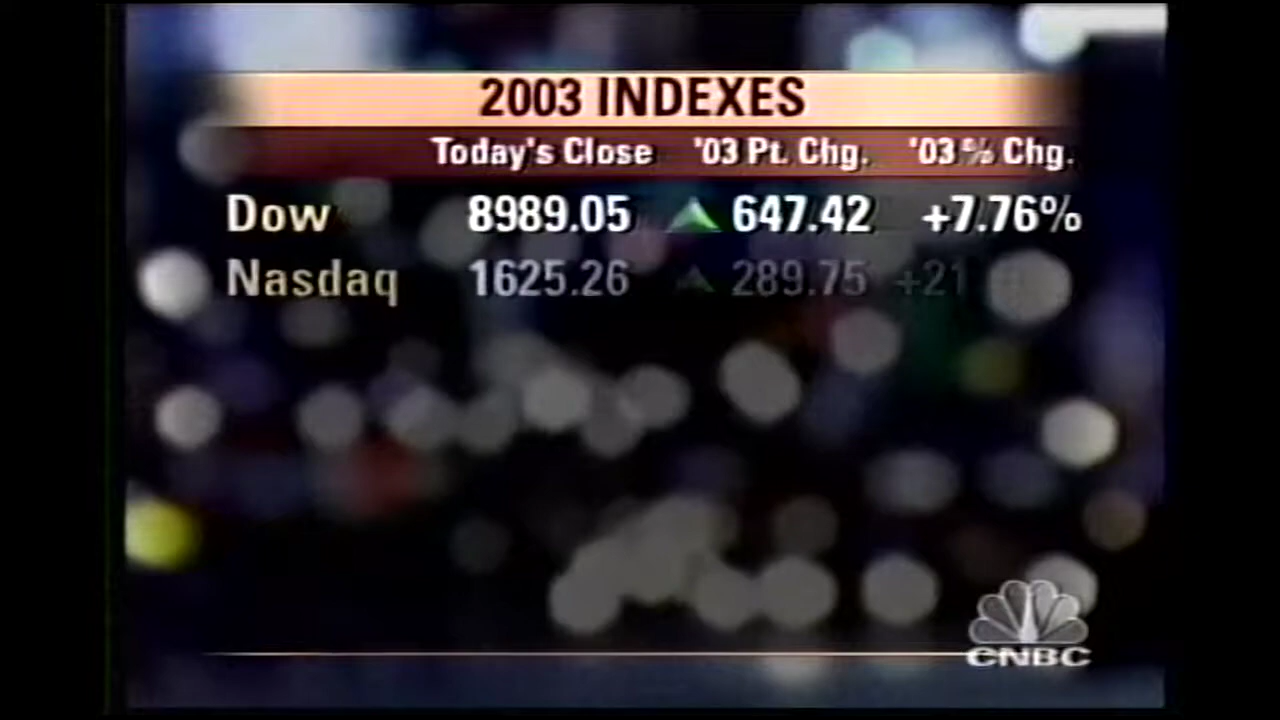 2003 INDEXES
Today's Close '03 Pt. Chg. '03 % Chg.
Dow 8989.05 647.42 +7.76%
Nasdaq 1625.26 289.75 +21
CNBC